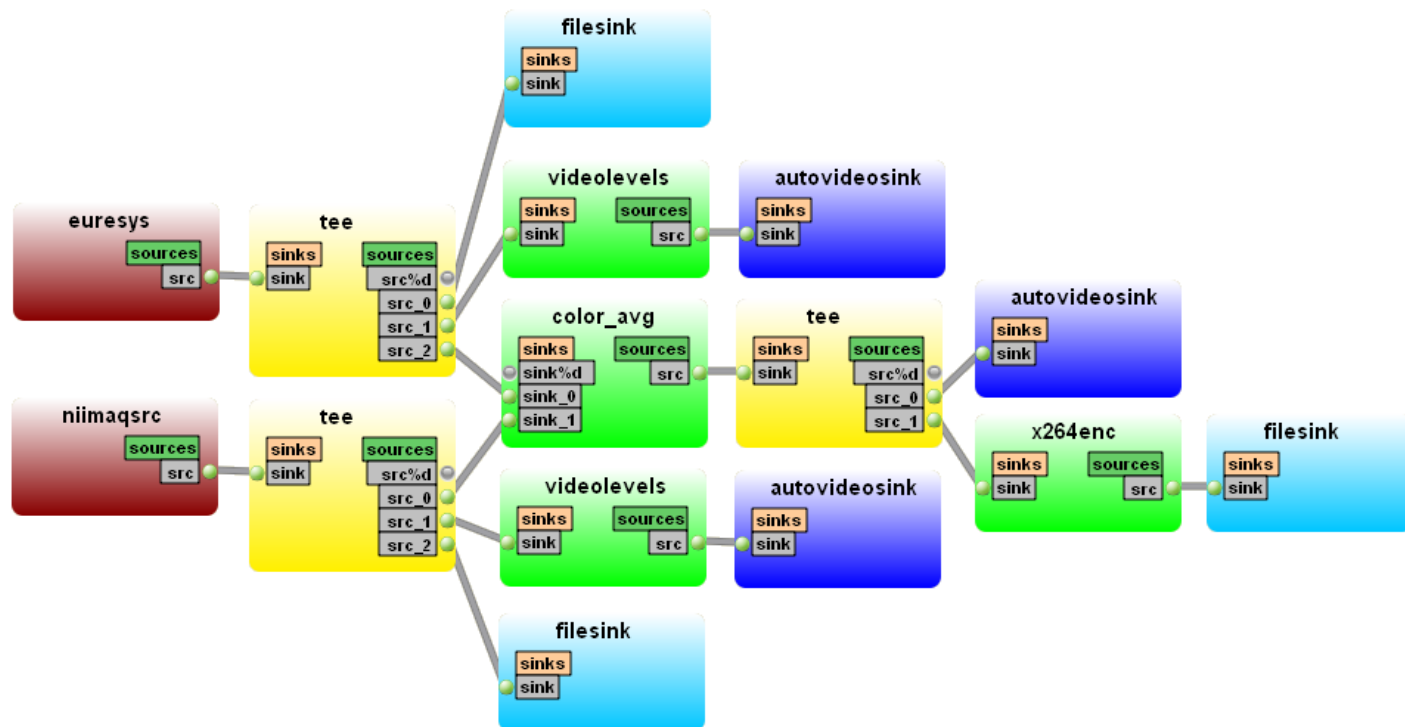 filesink
sinks
sink
videolevels
sinks
sources
sink
src
autovideosink
sinks
sink
euresys
sources
src
tee
sinks
sources
sink
src%d
src_0
src_1
src_2
color_avg
sinks
sources
sink%d
src
sink_0
sink_1
tee
sinks
sources
sink
src%d
src_0
src_1
autovideosink
sinks
sink
niimaqsrc
sources
src
tee
sinks
sources
sink
src%d
src_0
src_1
src_2
videolevels
sinks
sources
sink
src
autovideosink
sinks
sink
x264enc
sinks
sources
sink
src
filesink
sinks
sink
filesink
sinks
sink